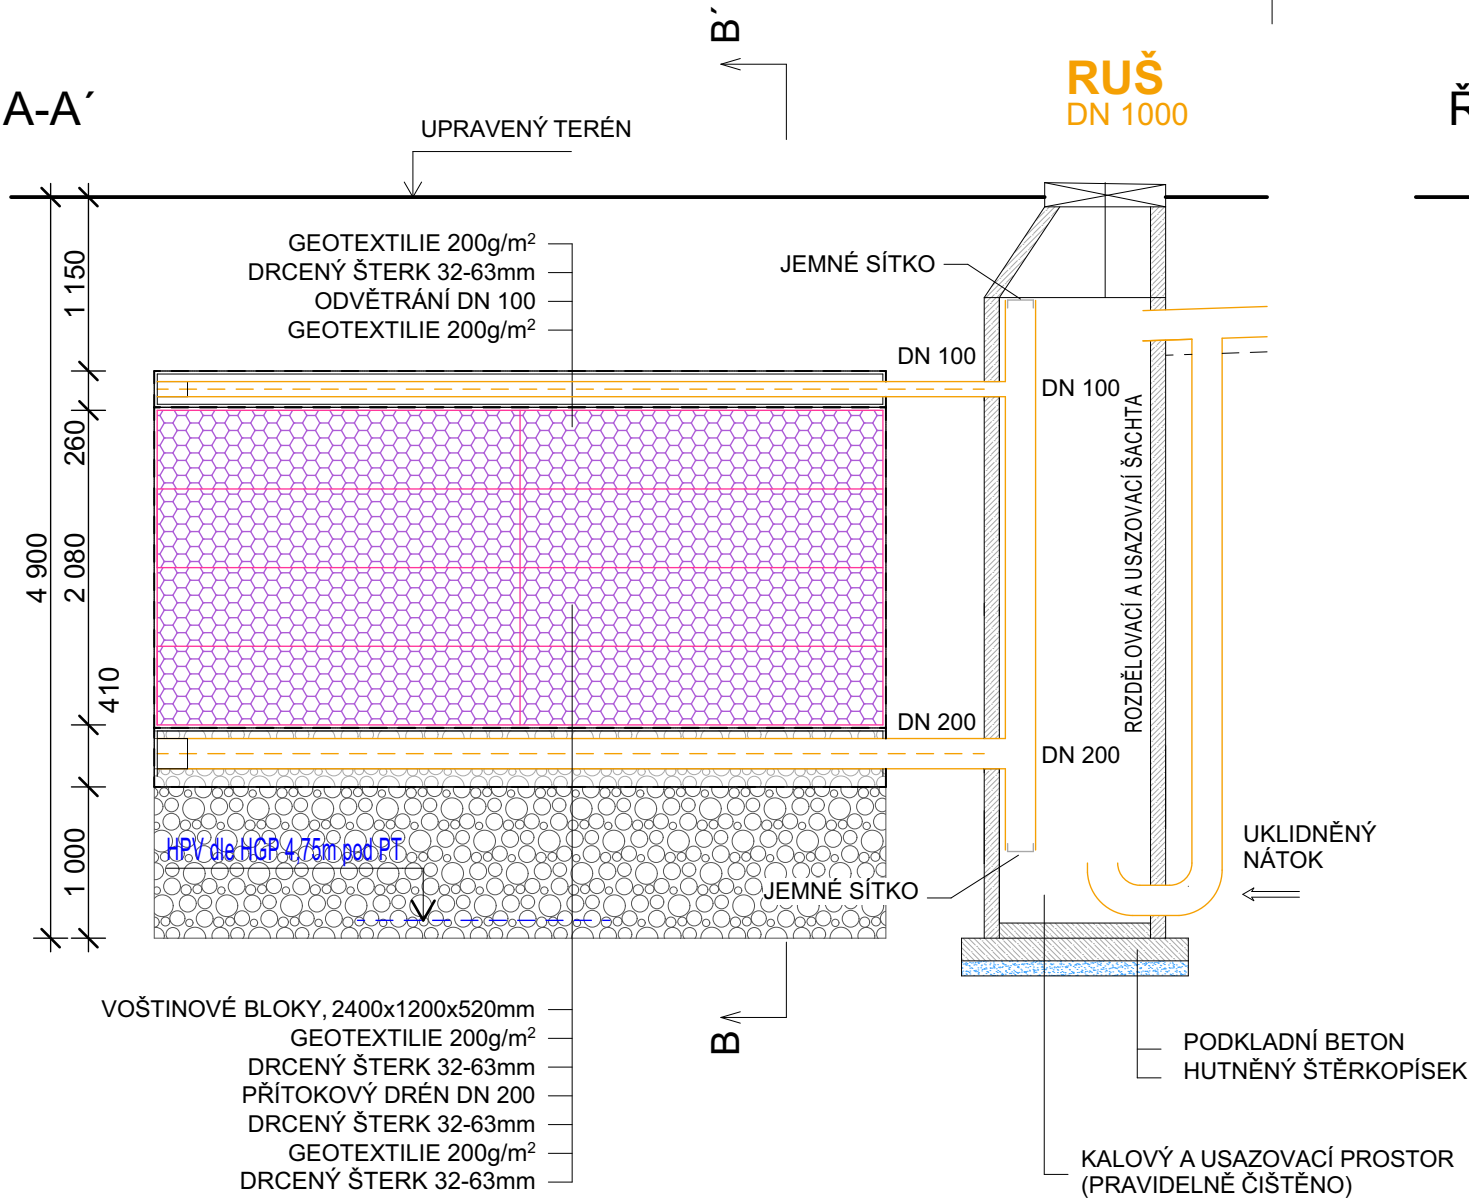 B´
A-A´
RUŠ
DN 1000
UPRAVENÝ TERÉN
GEOTEXTILIE 200g/m²
DRCENÝ ŠTERK 32-63mm
ODVĚTRÁNÍ DN 100
GEOTEXTILIE 200g/m²
JEMNÉ SÍTKO
1 150
260
2 080
410
1 000
4 900
DN 100
DN 100
ROZDĚLOVACÍ A USAZOVACÍ ŠACHTA
DN 200
DN 200
HPV dle HGP 4,75m pod PT
UKLIDNĚNÝ
NÁTOK
JEMNÉ SÍTKO
VOŠTINOVÉ BLOKY, 2400x1200x520mm
GEOTEXTILIE 200g/m²
DRCENÝ ŠTERK 32-63mm
PŘÍTOKOVÝ DRÉN DN 200
DRCENÝ ŠTERK 32-63mm
GEOTEXTILIE 200g/m²
DRCENÝ ŠTERK 32-63mm
B
PODKLADNÍ BETON
HUTNĚNÝ ŠTĚRKOPÍSEK
KALOVÝ A USAZOVACÍ PROSTOR
(PRAVIDELNĚ ČIŠTĚNO)